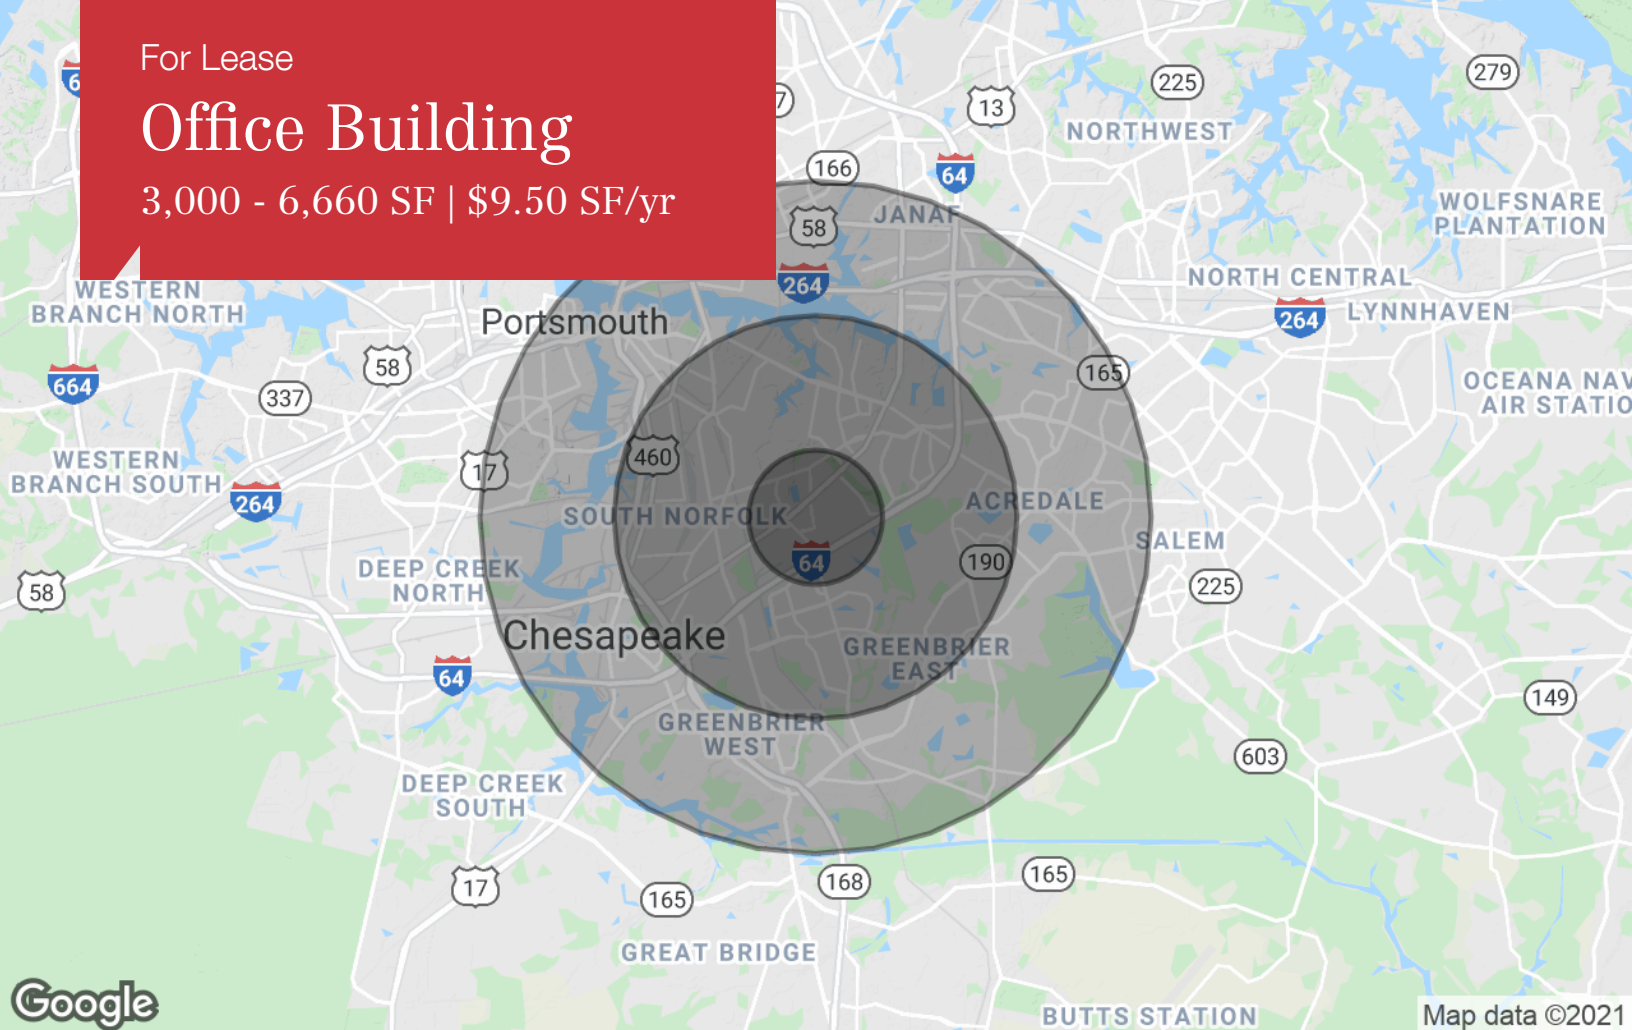 For Lease
Office Building
3,000 - 6,660 SF | $9.50 SF/yr
13
225
279
NORTHWEST
166
64
WOLFSNARE
PLANTATION
JANAF
58
264
NORTH CENTRAL
WESTERN
BRANCH NORTH
Portsmouth
264
LYNNHAVEN
58
664
337
165
OCEANA NAV
AIR STATIO
WESTERN
BRANCH SOUTH
17
460
264
SOUTH NORFOLK
ACREDALE
SALEM
64
190
DEEP CREEK
NORTH
58
225
Chesapeake
GREENBRIER
EAST
64
149
GREENBRIER
WEST
603
DEEP CREEK
SOUTH
17
165
168
165
GREAT BRIDGE
Google
BUTTS STATION
Map data ©2021